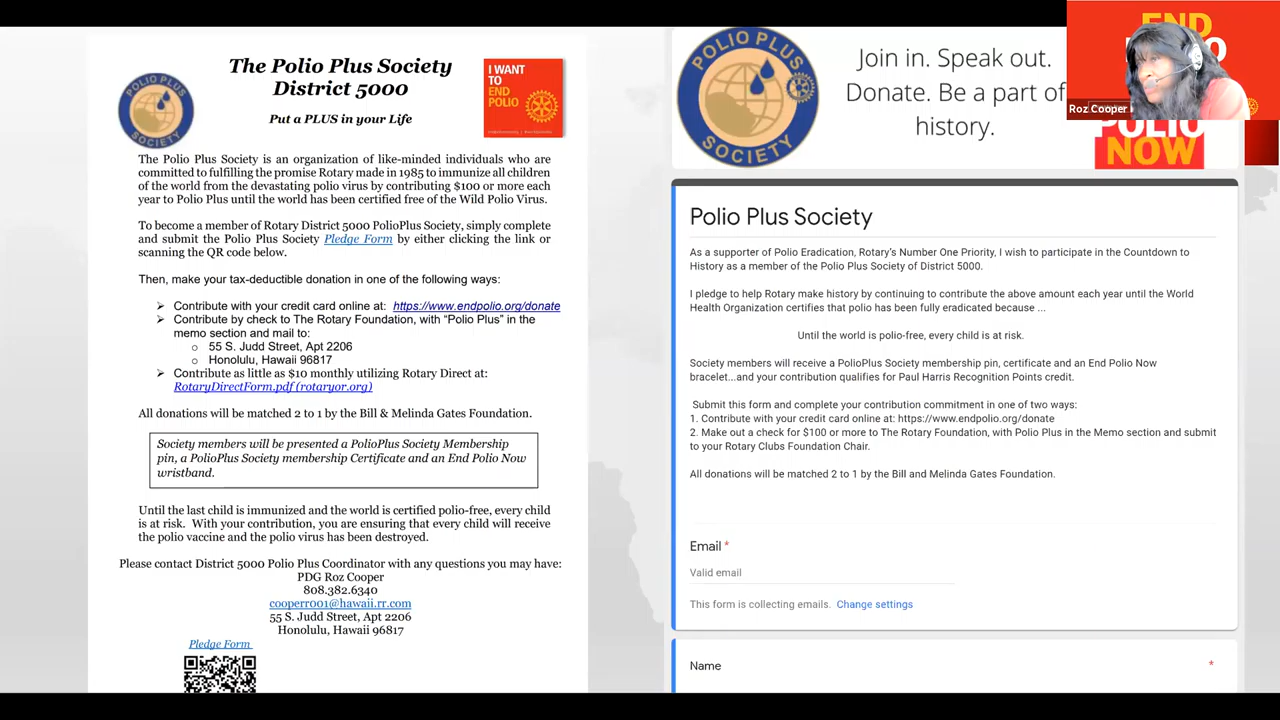 The Polio Plus Society
District 5000
Put a PLUS in your Life
POLIO PLUS
SOCIETY
I WANT
TO
END
POLIO
The Polio Plus Society is an organization of like-minded individuals who are
committed to fulfilling the promise Rotary made in 1985 to immunize all children
of the world from the devastating polio virus by contributing $100 or more each
year to Polio Plus until the world has been certified free of the Wild Polio Virus.
To become a member of Rotary District 5000 PolioPlus Society, simply complete
and submit the Polio Plus Society Pledge Form by either clicking the link or
scanning the QR code below.
Then, make your tax-deductible donation in one of the following ways:
➢ Contribute with your credit card online at: https://www.endpolio.org/donate
➢ Contribute by check to The Rotary Foundation, with “Polio Plus” in the
memo section and mail to:
o 55 S. Judd Street, Apt 2206
o Honolulu, Hawaii 96817
➢ Contribute as little as $10 monthly utilizing Rotary Direct at:
RotaryDirectForm.pdf (rotaryor.org)
All donations will be matched 2 to 1 by the Bill & Melinda Gates Foundation.
Society members will be presented a PolioPlus Society Membership
pin, a PolioPlus Society membership Certificate and an End Polio Now
wristband.
Until the last child is immunized and the world is certified polio-free, every child
is at risk. With your contribution, you are ensuring that every child will receive
the polio vaccine and the polio virus has been destroyed.
Please contact District 5000 Polio Plus Coordinator with any questions you may have:
PDG Roz Cooper
808.382.6340
cooperr001@hawaii.rr.com
55 S. Judd Street, Apt 2206
Honolulu, Hawaii 96817
Pledge Form
POLIO PLUS
SOCIETY
Join in. Speak out.
Donate. Be a part of
history.
END
Roz Cooper
POLIO
NOW
Polio Plus Society
As a supporter of Polio Eradication, Rotary's Number One Priority, I wish to participate in the Countdown to
History as a member of the Polio Plus Society of District 5000.
I pledge to help Rotary make history by continuing to contribute the above amount each year until the World
Health Organization certifies that polio has been fully eradicated because ...
Until the world is polio-free, every child is at risk.
Society members will receive a PolioPlus Society membership pin, certificate and an End Polio Now
bracelet...and your contribution qualifies for Paul Harris Recognition Points credit.
Submit this form and complete your contribution commitment in one of two ways:
1. Contribute with your credit card online at: https://www.endpolio.org/donate
2. Make out a check for $100 or more to The Rotary Foundation, with Polio Plus in the Memo section and submit
to your Rotary Clubs Foundation Chair.
All donations will be matched 2 to 1 by the Bill and Melinda Gates Foundation.
Email *
Valid email
This form is collecting emails. Change settings
Name *